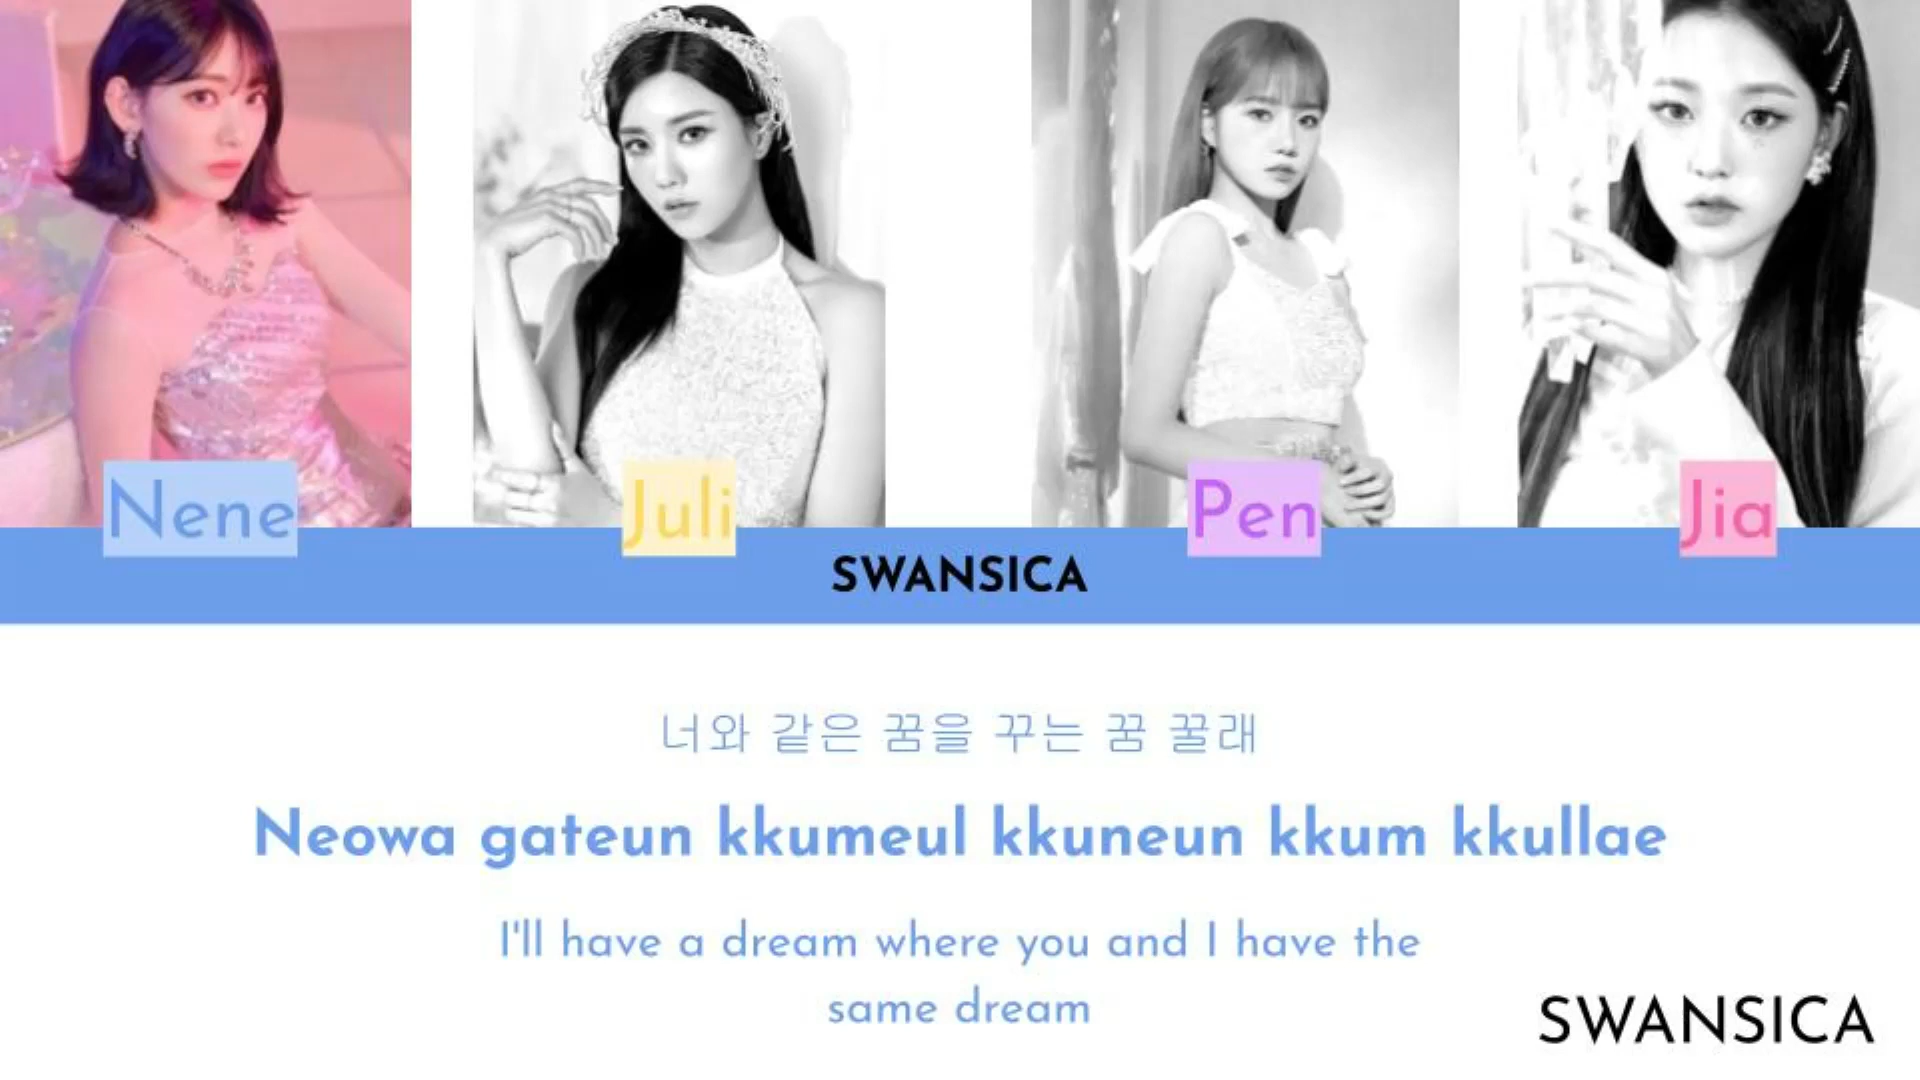 Nene
Juli
Pen
Jia
SWANSICA
너와 같은 꿈을 꾸는 꿈 꿀래
Neowa gateun kkumeul kkuneun kkum kkullae
I'll have a dream where you and I have the
same dream
SWANSICA